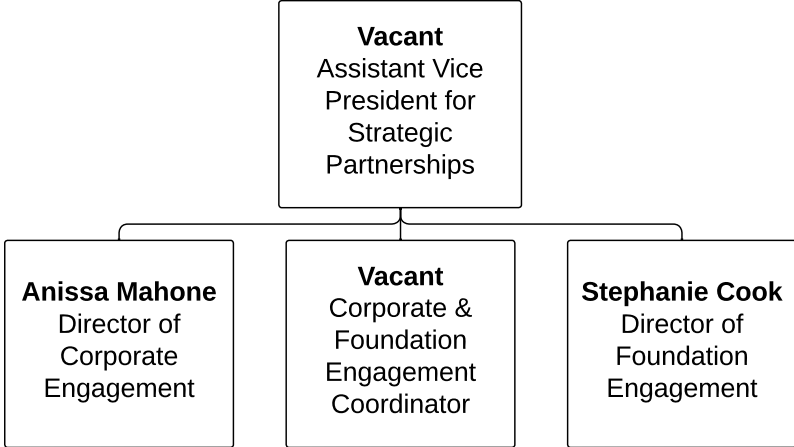 Vacant
Assistant Vice
President for
Strategic
Partnerships
Anissa Mahone
Director of
Corporate
Engagement
Vacant
Corporate &
Foundation
Engagement
Coordinator
Stephanie Cook
Director of
Foundation
Engagement